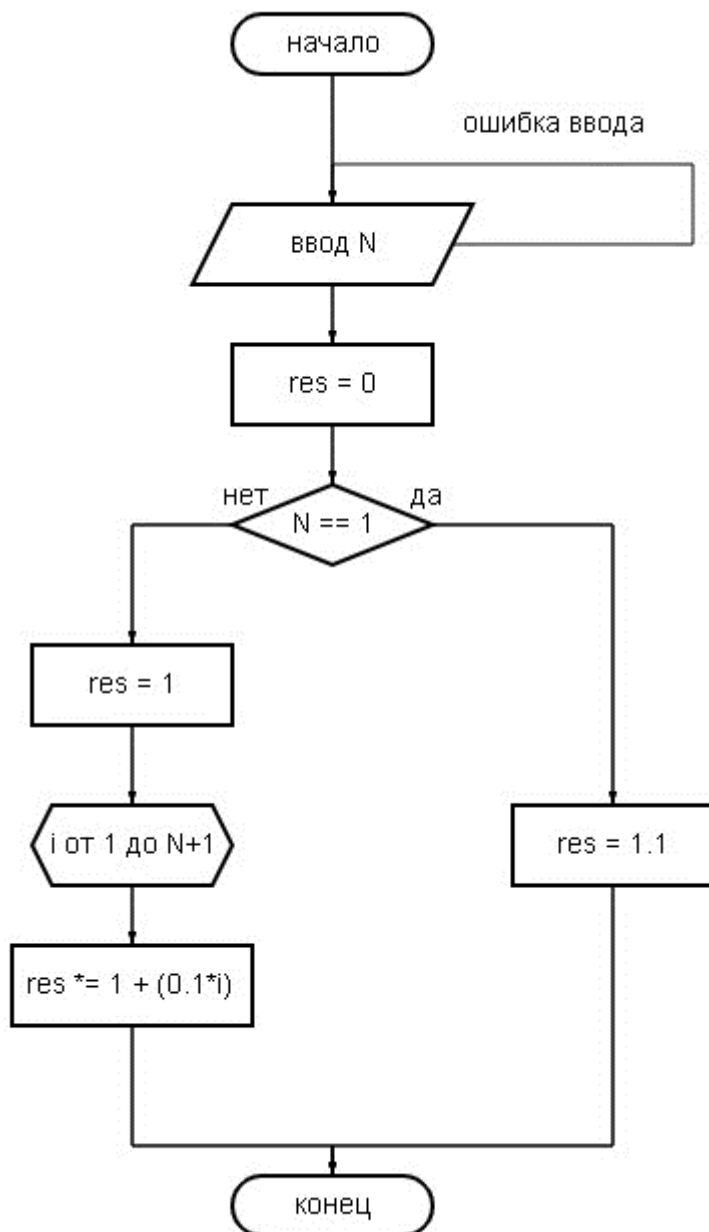 начало
ошибка ввода
ввод N
res = 0
нет
да
N == 1
res = 1
i от 1 до N+1
res = 1.1
res *= 1 + (0.1*i)
конец